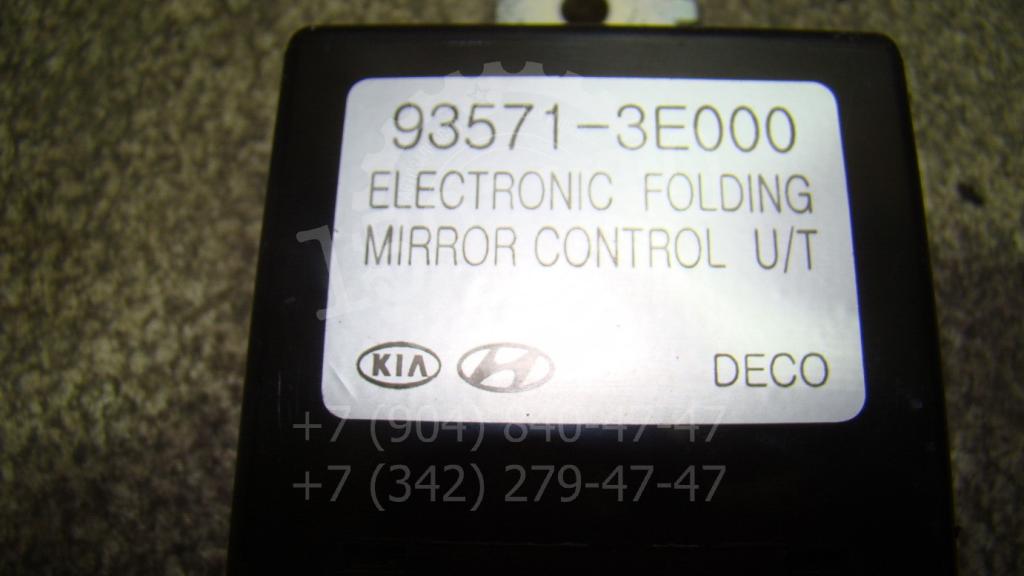 93571-3E000
ELECTRONIC FOLDING
MIRROR CONTROL U/T
KIA DECO
+7 (904) 840-47-47
+7 (342) 279-47-47